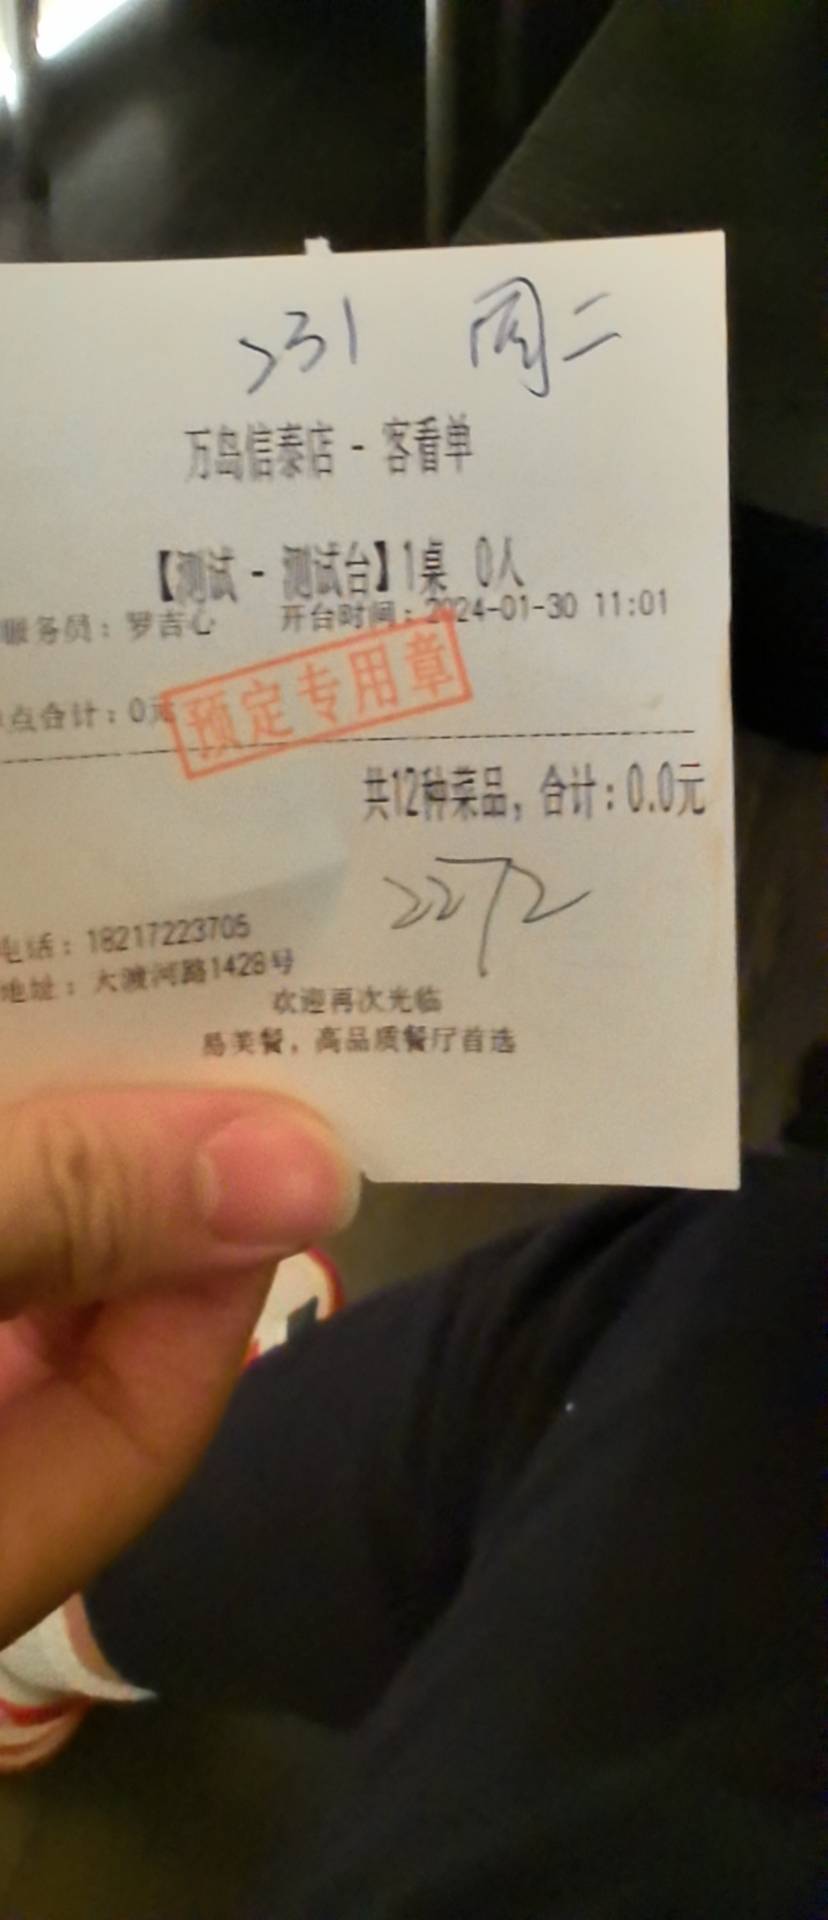 231 周二
万岛信泰店 - 客看单
【测试 - 测试台】1桌 0人
服务员：罗吉心 开台时间：2024-01-30 11:01
点合计：0元
预定专用章
共12种菜品，合计：0.0元
2272
电话：18217223705
地址：大渡河路1428号
欢迎再次光临
易美餐，高品质餐厅首选